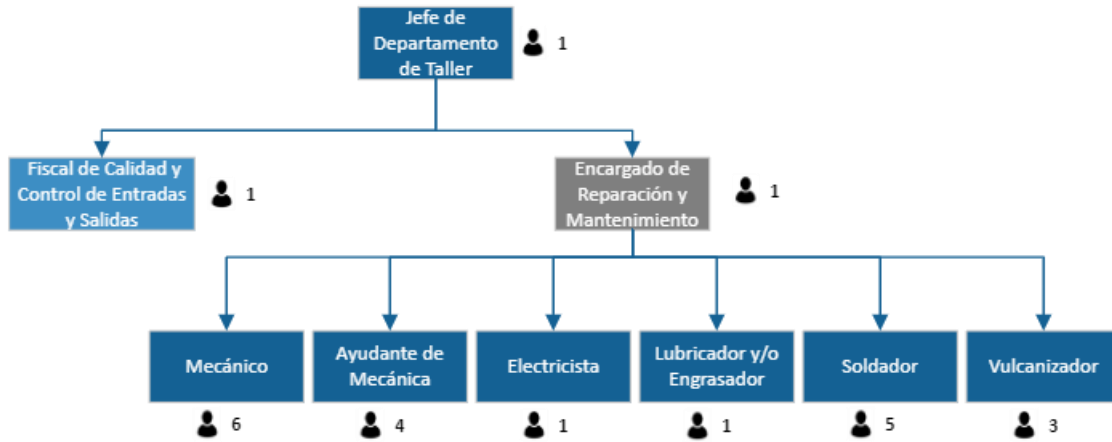 Jefe de
Departamento
de Taller
1
Fiscal de Calidad y
Control de Entradas
y Salidas
1
Encargado de
Reparación y
Mantenimiento
1
Mecánico
6
Ayudante de
Mecánica
4
Electricista
1
Lubricador y/o
Engrasador
1
Soldador
5
Vulcanizador
3